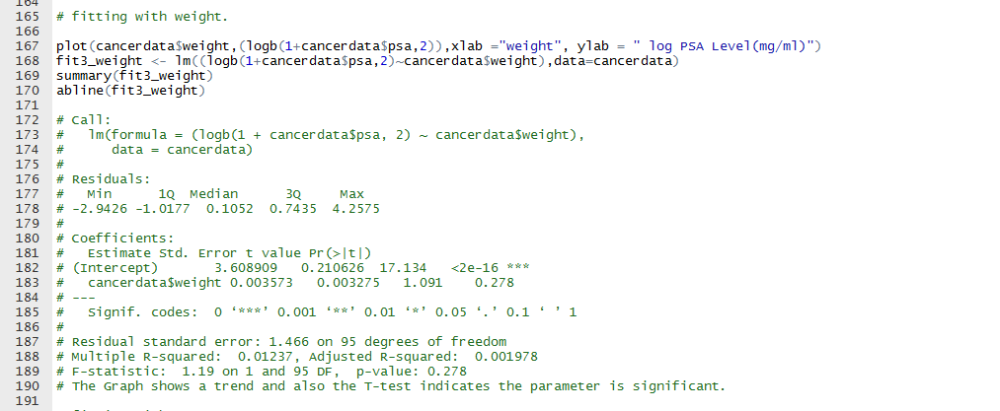 164
165 # fitting with weight.
166
167 plot(cancerdata$weight,(logb(1+cancerdata$psa,2)),xlab ="weight", ylab = " log PSA Level(mg/ml)")
168 fit3_weight <- lm((logb(1+cancerdata$psa,2)~cancerdata$weight),data=cancerdata)
169 summary(fit3_weight)
170 abline(fit3_weight)
171
172 # Call:
173 #   lm(formula = (logb(1 + cancerdata$psa, 2) ~ cancerdata$weight),
174 #      data = cancerdata)
175 #
176 # Residuals:
177 #   Min      1Q  Median      3Q     Max
178 # -2.9426 -1.0177  0.1052  0.7435  4.2575
179 #
180 # Coefficients:
181 #   Estimate Std. Error t value Pr(>|t|)
182 # (Intercept)       3.608909   0.210626  17.134   <2e-16 ***
183 #   cancerdata$weight 0.003573   0.003275   1.091    0.278
184 # ---
185 #   Signif. codes:  0 ‘***’ 0.001 ‘**’ 0.01 ‘*’ 0.05 ‘.’ 0.1 ‘ ’ 1
186 #
187 # Residual standard error: 1.466 on 95 degrees of freedom
188 # Multiple R-squared:  0.01237, Adjusted R-squared:  0.001978
189 # F-statistic:  1.19 on 1 and 95 DF,  p-value: 0.278
190 # The Graph shows a trend and also the T-test indicates the parameter is significant.
191